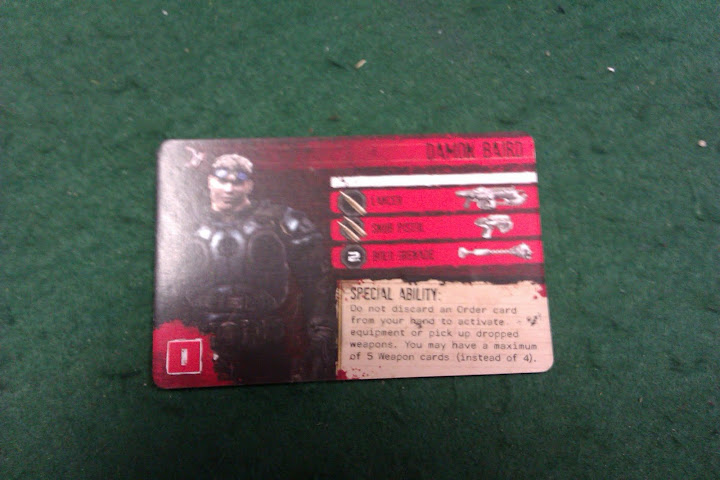 DAMON BAIRD
LANCER
SNUB PISTOL
2 BOLO GRENADE
SPECIAL ABILITY:
Do not discard an Order card
from your hand to activate
equipment or pick up dropped
weapons. You may have a maximum
of 5 Weapon cards (instead of 4).